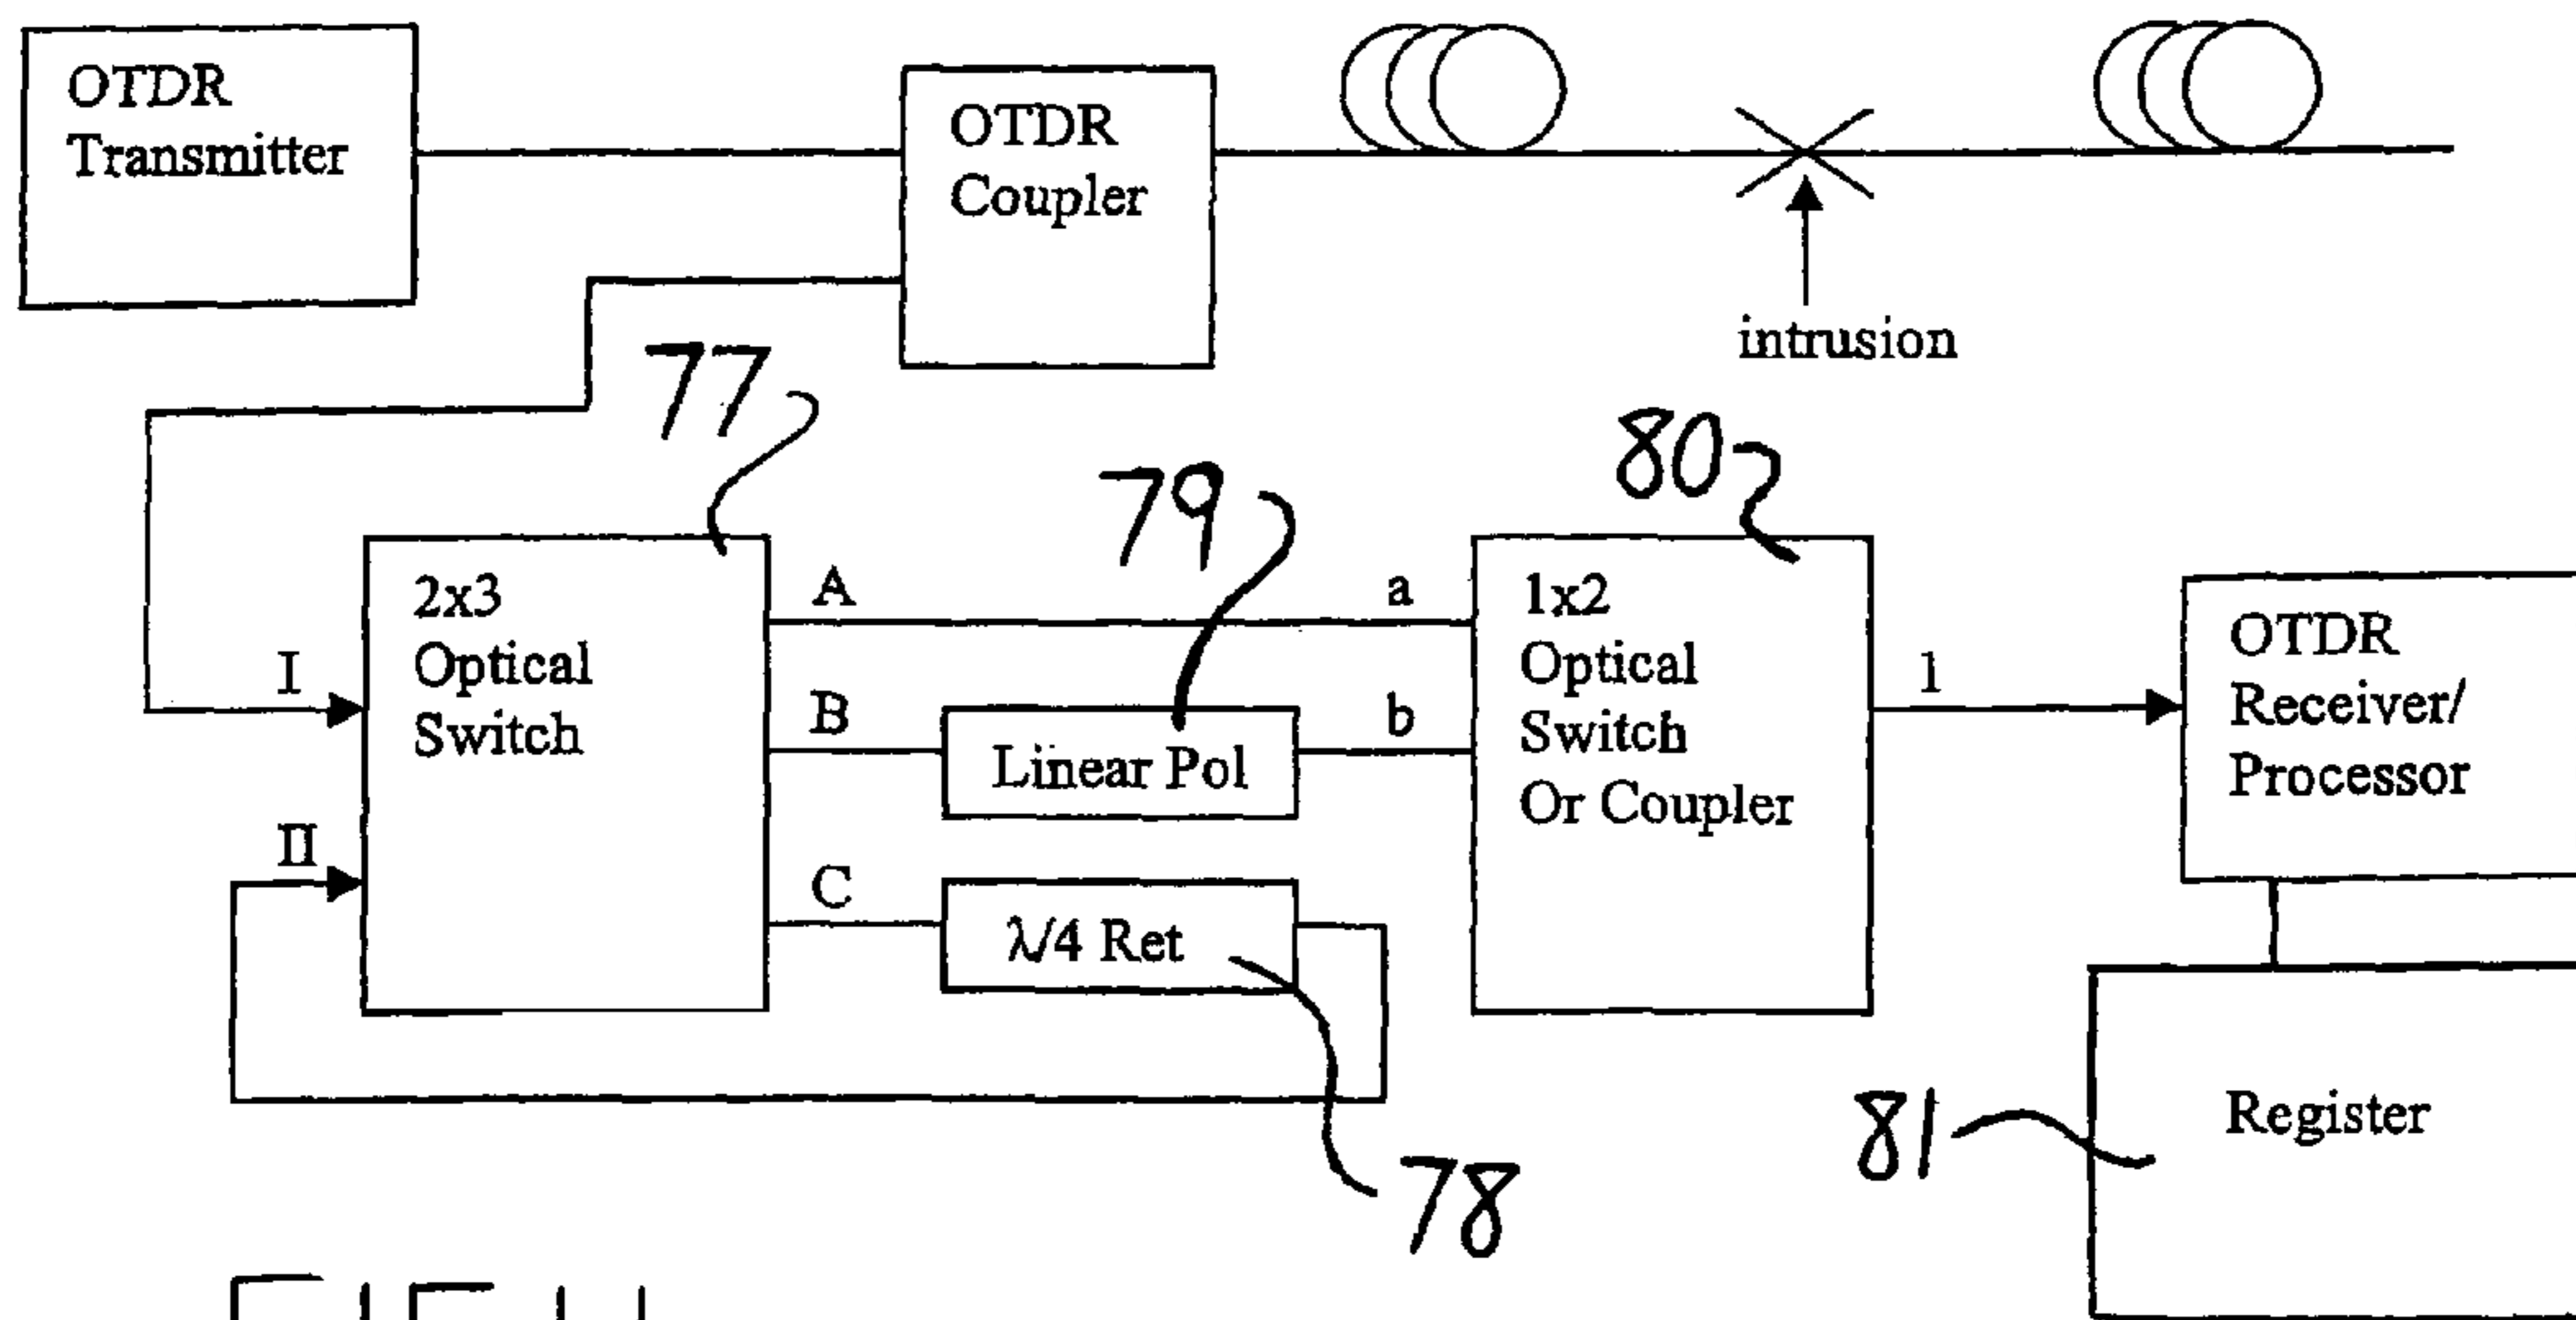 OTDR
Transmitter
OTDR
Coupler
intrusion
77
79
80
2x3
Optical
Switch
I
II
A
B
C
a
b
Linear Pol
λ/4 Ret
1x2
Optical
Switch
Or Coupler
1
OTDR
Receiver/
Processor
78
81
Register